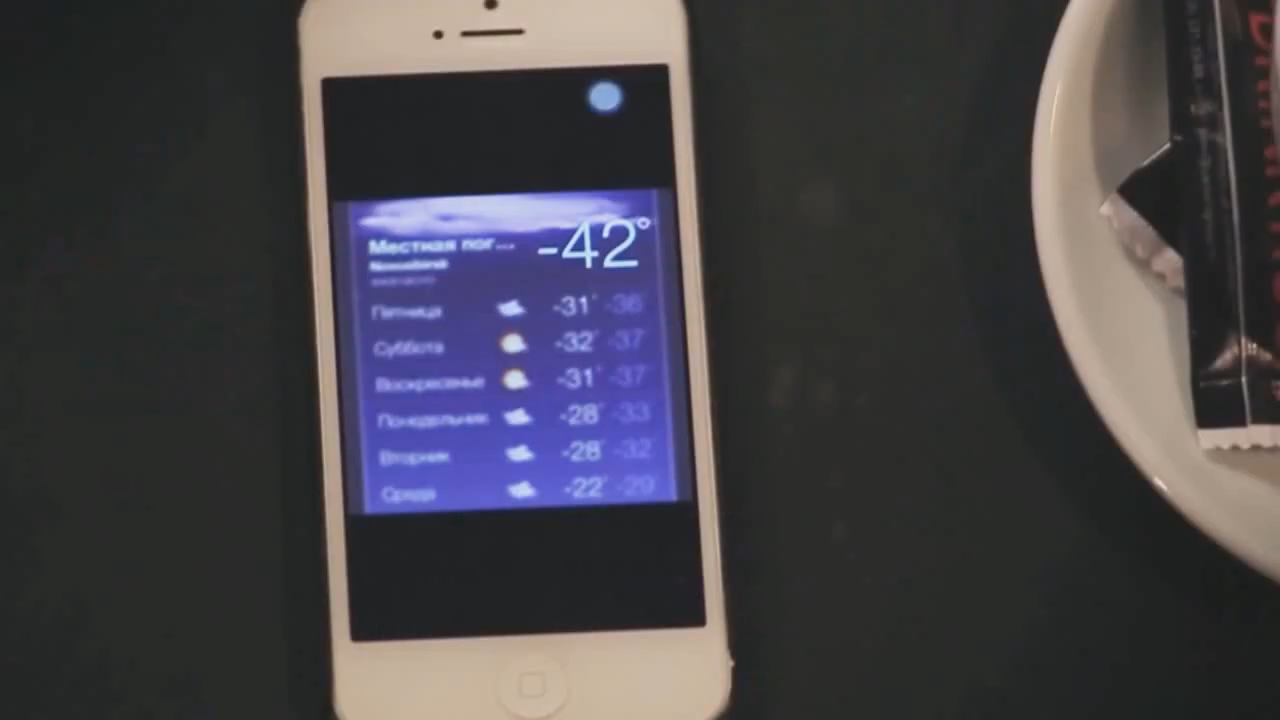 Местная пог...
-42°
Пятница -31° -36°
Суббота -32° -37°
Воскресенье -31° -37°
Понедельник -28° -33°
Вторник -28° -32°
Среда -22° -29°